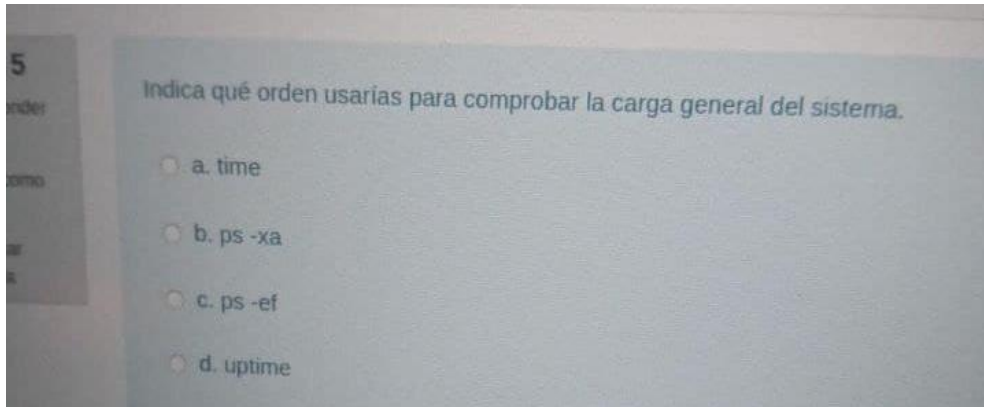 5
Indica qué orden usarías para comprobar la carga general del sistema.
a. time
b. ps -xa
c. ps -ef
d. uptime